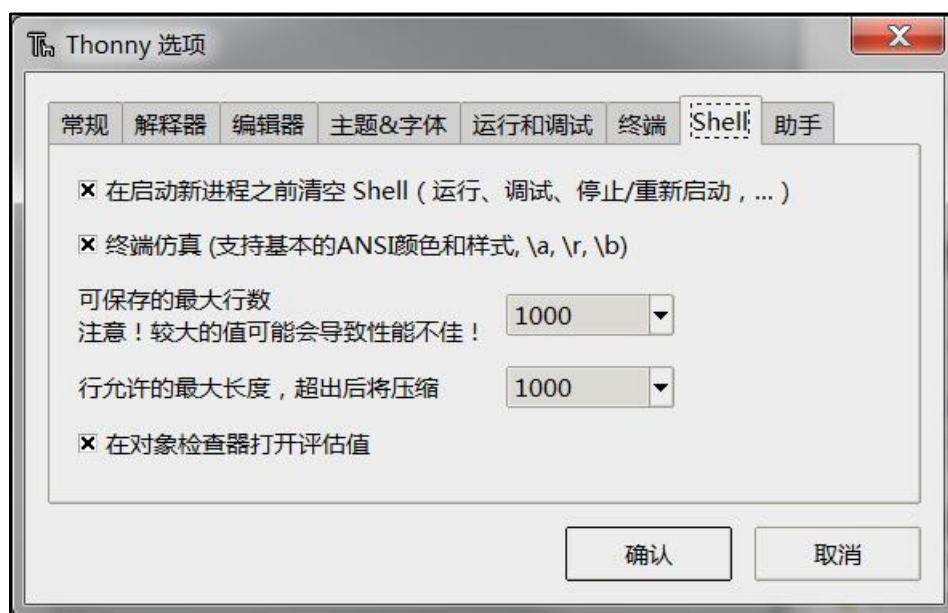 Thonny 选项
常规 解释器 编辑器 主题&字体 运行和调试 终端 Shell 助手
在启动新进程之前清空 Shell（运行、调试、停止/重新启动，...）
终端仿真 (支持基本的ANSI颜色和样式, \a, \r, \b)
可保存的最大行数
注意！较大的值可能会导致性能不佳！
1000
行允许的最大长度，超出后将压缩
1000
在对象检查器打开评估值
确认 取消